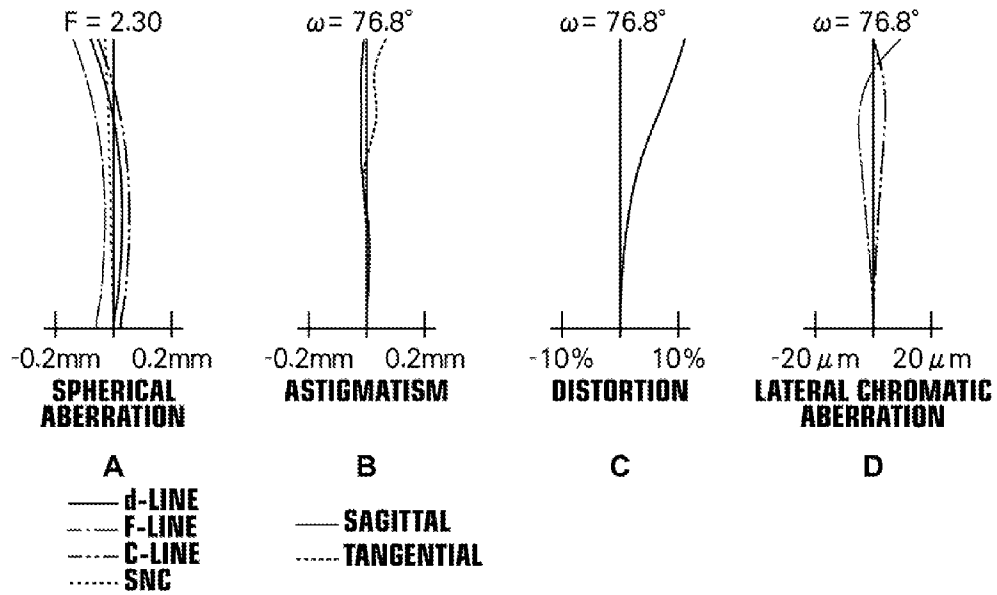 F = 2.30
ω = 76.8°
ω = 76.8°
ω = 76.8°
-0.2mm 0.2mm
-0.2mm 0.2mm
-10% 10%
-20 μm 20 μm
SPHERICAL
ABERRATION
ASTIGMATISM
DISTORTION
LATERAL CHROMATIC
ABERRATION
A
B
C
D
d-LINE
F-LINE
C-LINE
SNC
SAGITTAL
TANGENTIAL